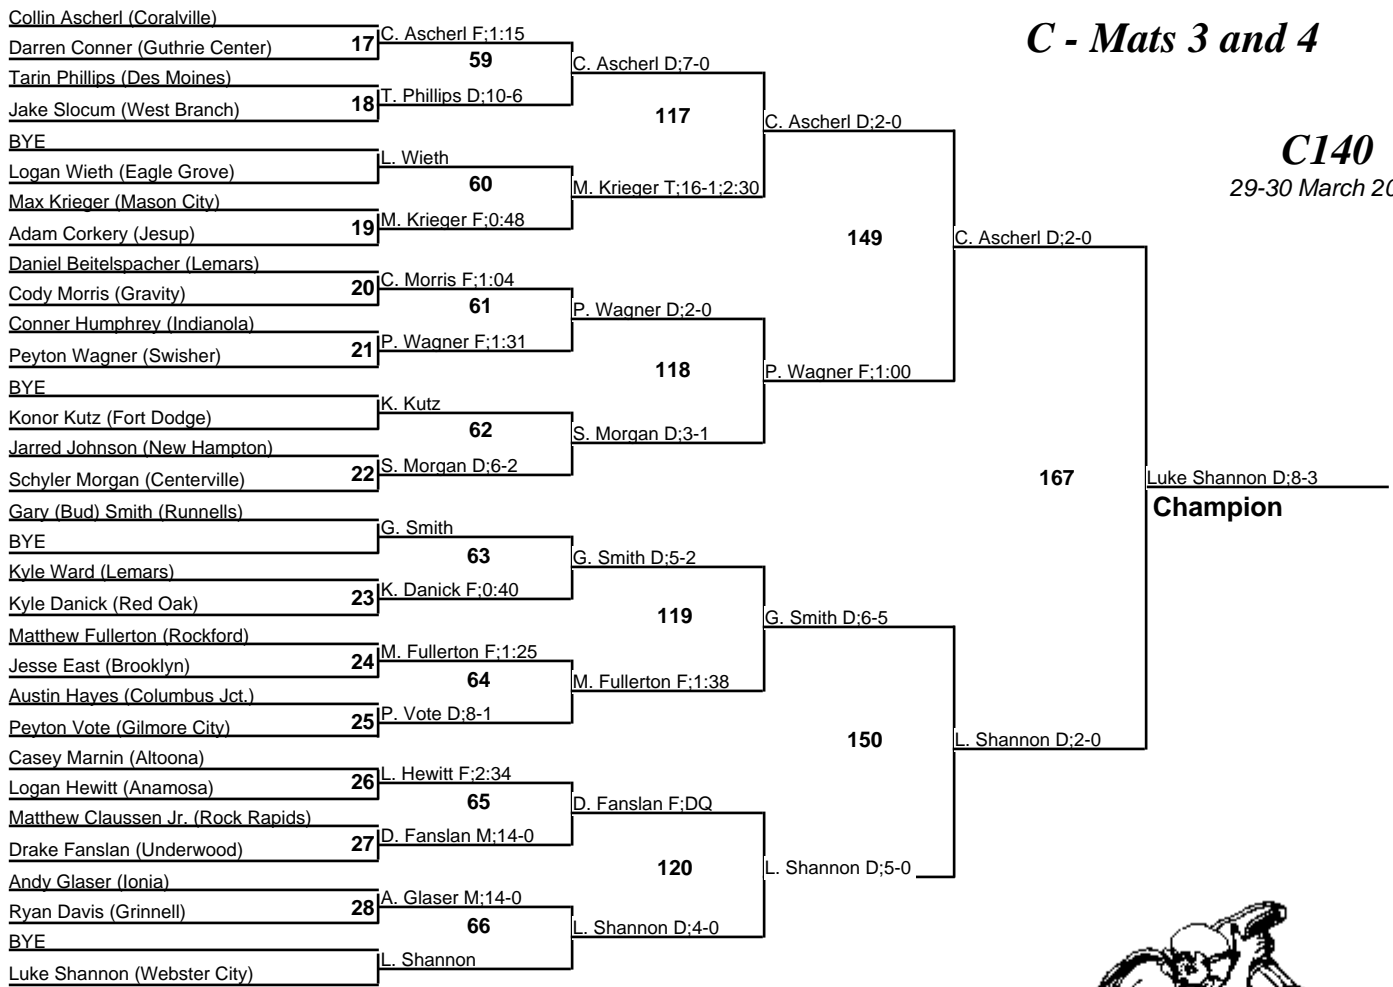 C - Mats 3 and 4
C140
29-30 March 20
Collin Ascherl (Coralville)
Darren Conner (Guthrie Center)
Tarin Phillips (Des Moines)
Jake Slocum (West Branch)
BYE
Logan Wieth (Eagle Grove)
Max Krieger (Mason City)
Adam Corkery (Jesup)
Daniel Beitelspacher (Lemars)
Cody Morris (Gravity)
Conner Humphrey (Indianola)
Peyton Wagner (Swisher)
BYE
Konor Kutz (Fort Dodge)
Jarred Johnson (New Hampton)
Schyler Morgan (Centerville)
Gary (Bud) Smith (Runnells)
BYE
Kyle Ward (Lemars)
Kyle Danick (Red Oak)
Matthew Fullerton (Rockford)
Jesse East (Brooklyn)
Austin Hayes (Columbus Jct.)
Peyton Vote (Gilmore City)
Casey Marnin (Altoona)
Logan Hewitt (Anamosa)
Matthew Claussen Jr. (Rock Rapids)
Drake Fanslan (Underwood)
Andy Glaser (Ionia)
Ryan Davis (Grinnell)
BYE
Luke Shannon (Webster City)
17
18
19
20
21
22
23
24
25
26
27
28
C. Ascherl F;1:15
T. Phillips D;10-6
L. Wieth
M. Krieger F;0:48
C. Morris F;1:04
P. Wagner F;1:31
K. Kutz
S. Morgan D;6-2
G. Smith
K. Danick F;0:40
M. Fullerton F;1:25
P. Vote D;8-1
L. Hewitt F;2:34
D. Fanslan M;14-0
A. Glaser M;14-0
L. Shannon
59
60
61
62
63
64
65
66
C. Ascherl D;7-0
M. Krieger T;16-1;2:30
P. Wagner D;2-0
S. Morgan D;3-1
G. Smith D;5-2
M. Fullerton F;1:38
D. Fanslan F;DQ
L. Shannon D;4-0
117
118
119
120
C. Ascherl D;2-0
P. Wagner F;1:00
G. Smith D;6-5
L. Shannon D;5-0
149
150
C. Ascherl D;2-0
L. Shannon D;2-0
167
Luke Shannon D;8-3
Champion